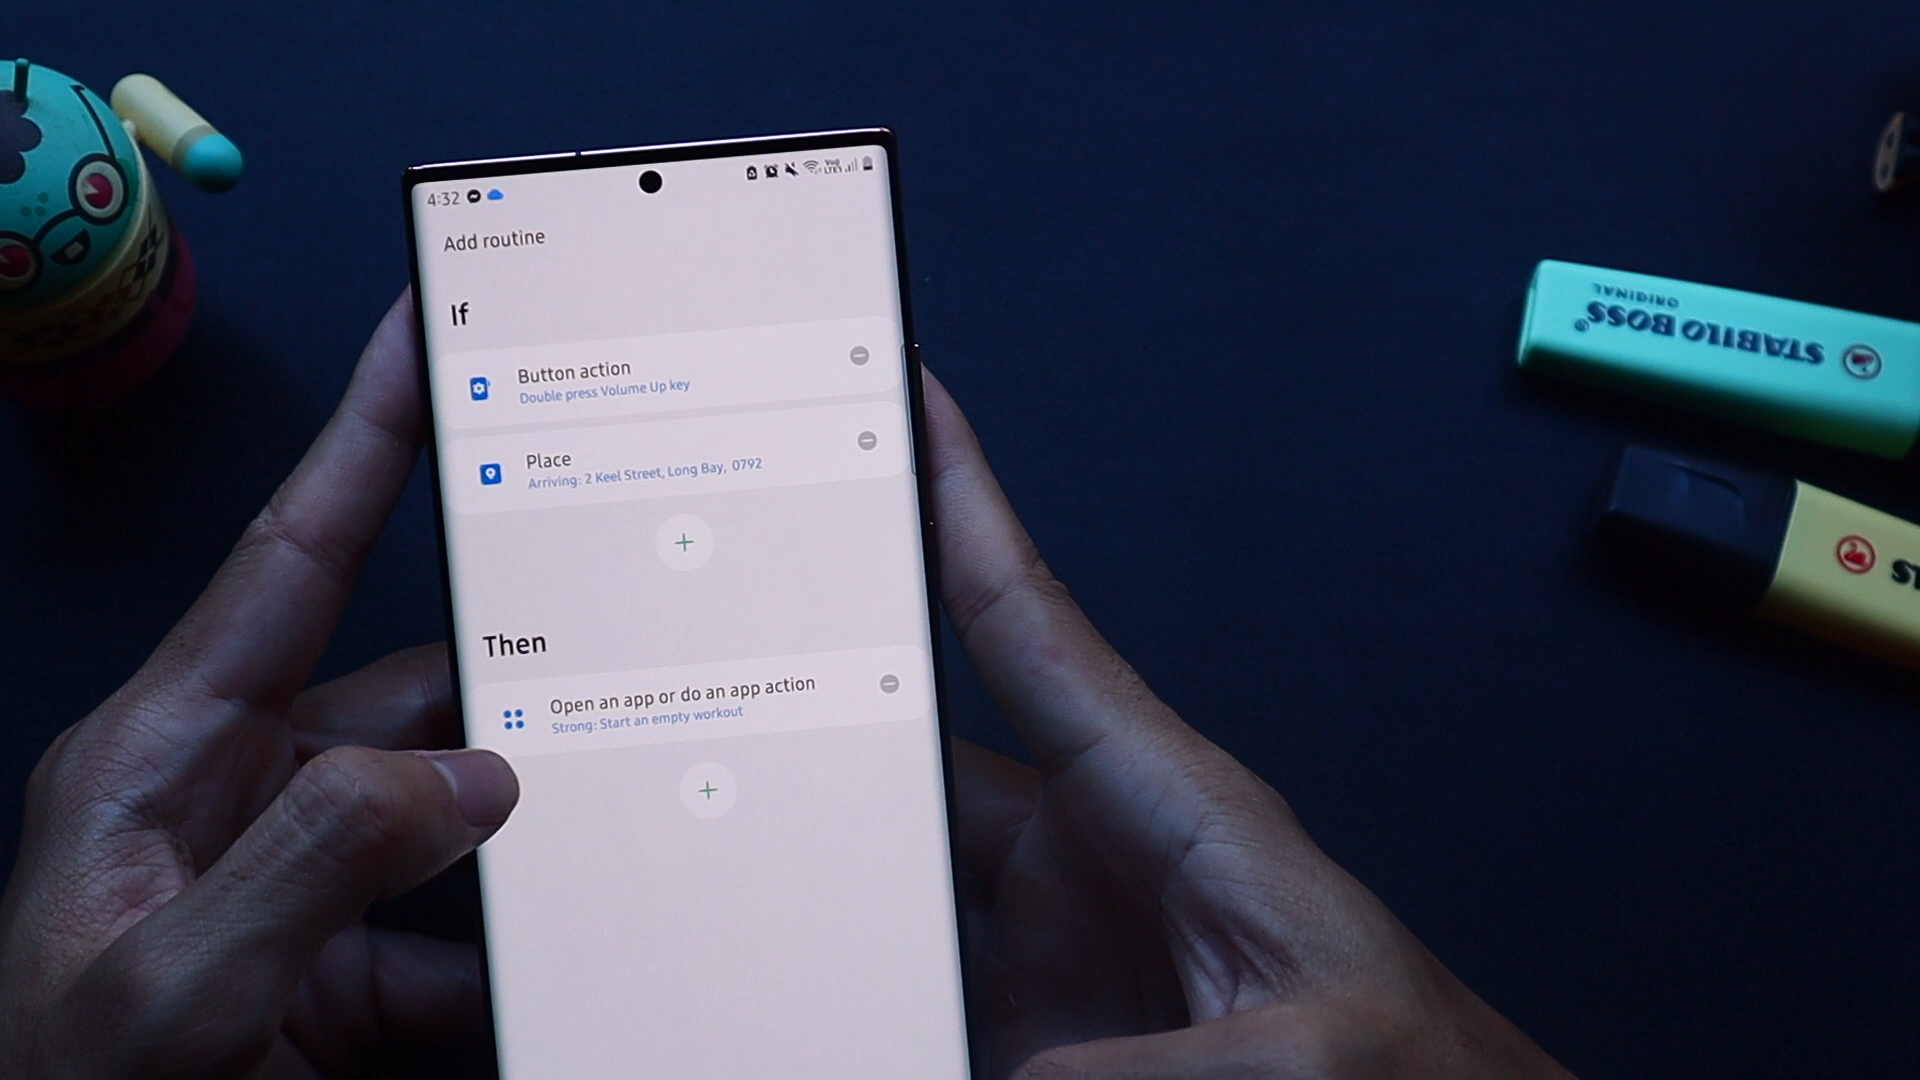 4:32
Add routine
If
Button action
Double press Volume Up key
Place
Arriving: 2 Keel Street, Long Bay, 0792
Then
Open an app or do an app action
Strong: Start an empty workout
STABILO BOSS®
ORIGINAL